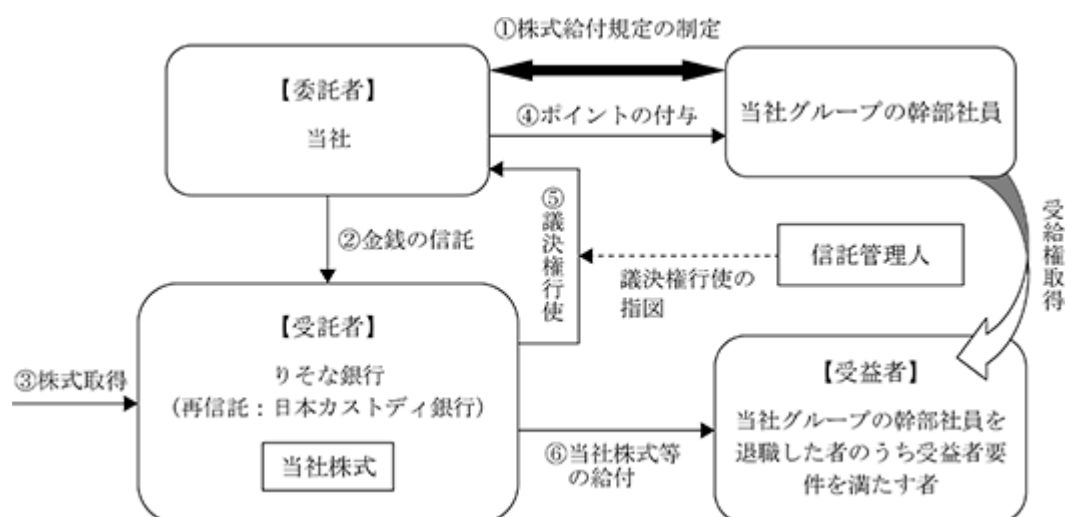 ①株式給付規定の制定
【委託者】
当社
④ポイントの付与
当社グループの幹部社員
②金銭の信託
⑤議決権行使
議決権行使の
指図
信託管理人
受給権取得
【受託者】
りそな銀行
(再信託：日本カストディ銀行)
当社株式
③株式取得
⑥当社株式等
の給付
【受益者】
当社グループの幹部社員を
退職した者のうち受益者要
件を満たす者